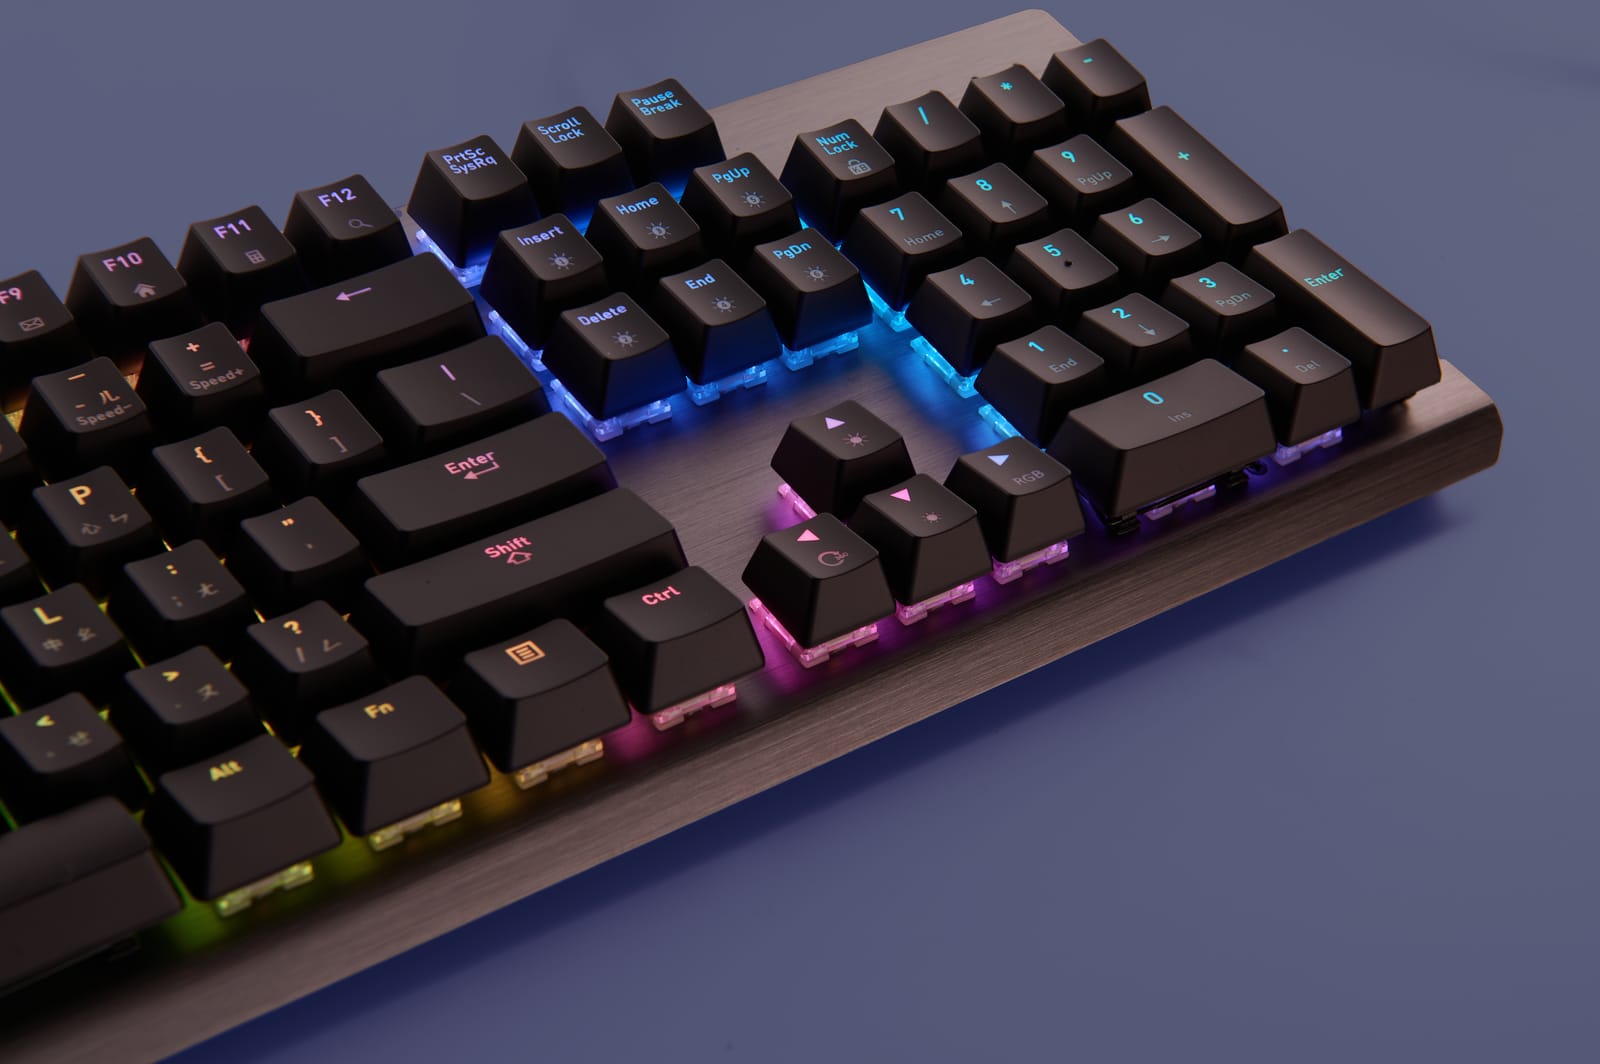 F9
F10
F11
F12
PrtSc
SysRq
Scroll
Lock
Pause
Break
- ㄦ
Speed-
+
=
Speed+
Insert
Home
PgUp
Num
Lock
/
*
-
P
ㄣ
{
[
}
]
|
\
Delete
End
PgDn
7
Home
8
9
PgUp
+
L
中 ㄠ
:
; ㄤ
"
'
Enter
4
5
6
<
, ㄝ
>
. ㄡ
?
/ ㄥ
Shift
1
End
2
3
PgDn
Enter
Alt
Fn
Ctrl
RGB
0
Ins
.
Del